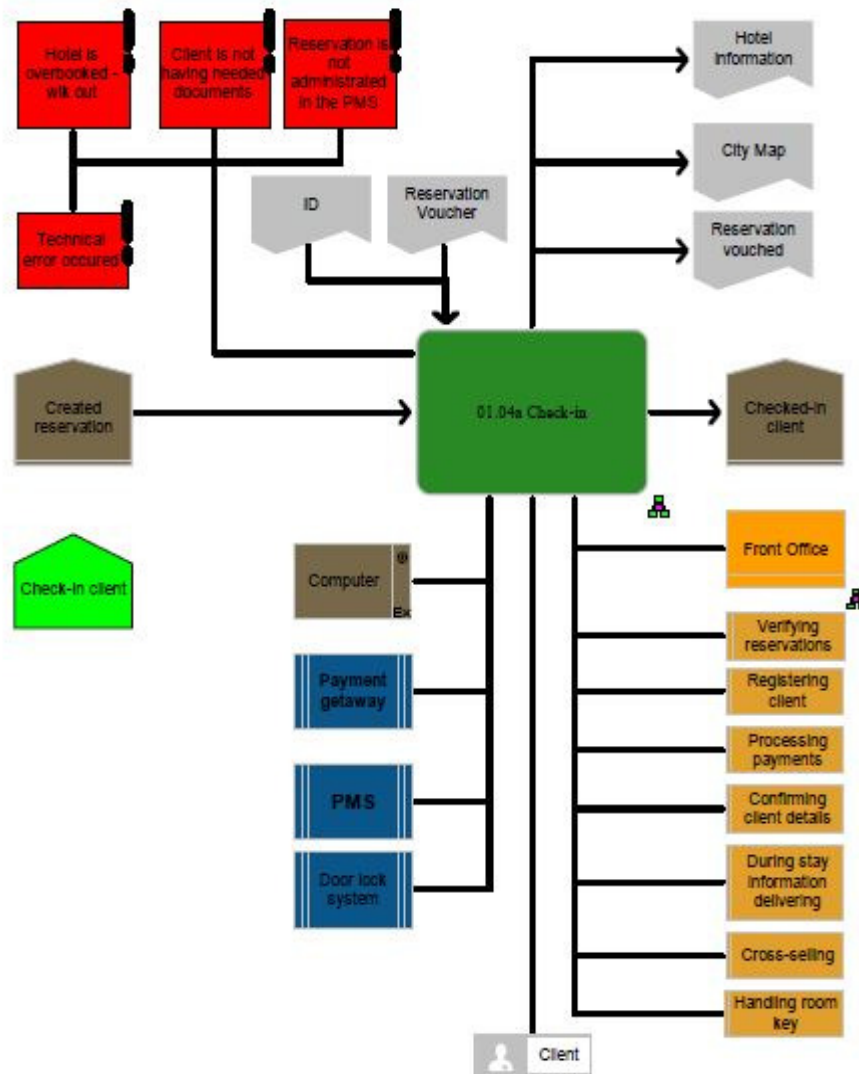 Hotel is
overbooked -
wlk out
Client is not
having needed
documents
Reservation is
not
administrated
in the PMS
Hotel
Information
City Map
ID
Reservation
Voucher
Technical
error occured
Reservation
vouched
Created
reservation
01.04a Check-in
Checked-in
client
Check-in client
Computer
Ex
Front Office
Verifying
reservations
Payment
getaway
Registering
client
Processing
payments
PMS
Confirming
client details
Door lock
system
During stay
information
delivering
Cross-selling
Handling room
key
Client